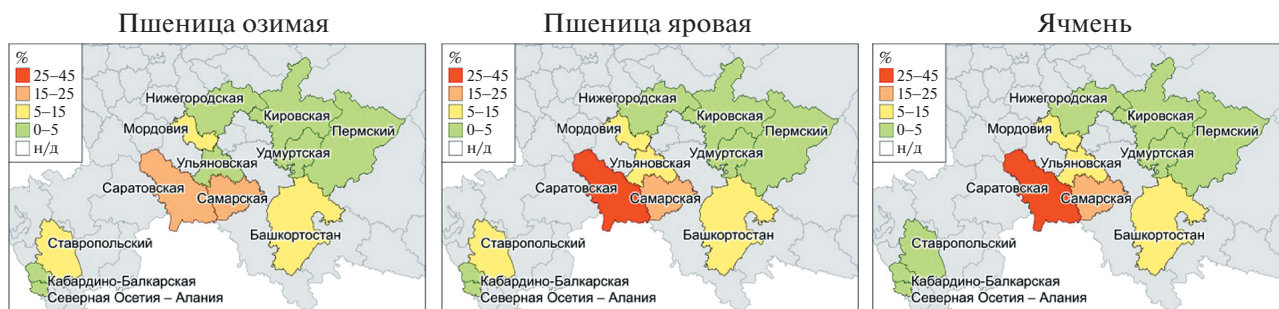 Пшеница озимая
%
25–45
15–25
5–15
0–5
н/д
Нижегородская
Кировская
Мордовия
Пермский
Ульяновская
Удмуртская
Саратовская
Самарская
Башкортостан
Ставропольский
Кабардино-Балкарская
Северная Осетия – Алания
Пшеница яровая
%
25–45
15–25
5–15
0–5
н/д
Нижегородская
Кировская
Мордовия
Пермский
Ульяновская
Удмуртская
Саратовская
Самарская
Башкортостан
Ставропольский
Кабардино-Балкарская
Северная Осетия – Алания
Ячмень
%
25–45
15–25
5–15
0–5
н/д
Нижегородская
Кировская
Мордовия
Пермский
Ульяновская
Удмуртская
Саратовская
Самарская
Башкортостан
Ставропольский
Кабардино-Балкарская
Северная Осетия – Алания